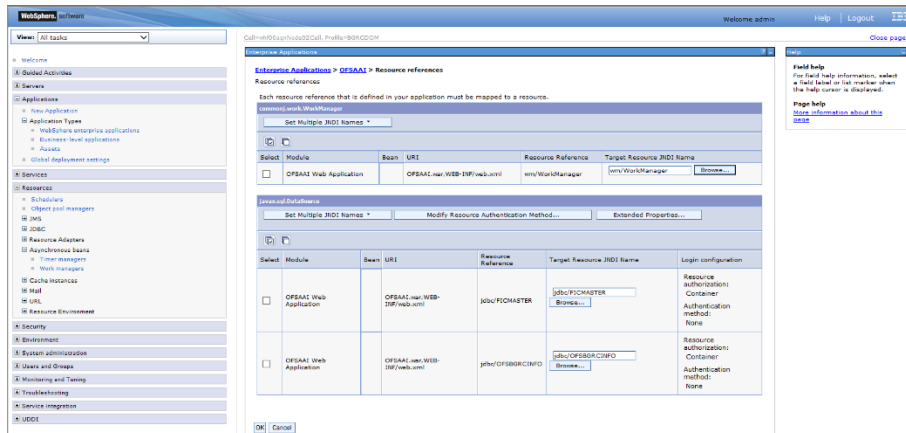 WebSphere. software
Welcome admin
Help
Logout
View: All tasks
Welcome
Guided Activities
Servers
Applications
New Application
Application Types
WebSphere enterprise applications
Business-level applications
Assets
Global deployment settings
Services
Resources
Schedulers
Object pool managers
JMS
JDBC
Resource Adapters
Asynchronous beans
Timer managers
Work managers
Cache instances
Mail
URL
Resource Environment
Security
Environment
System administration
Users and Groups
Monitoring and Tuning
Troubleshooting
Service integration
UDDI
Close page
Enterprise Applications
Enterprise Applications > OFSAAI > Resource references
Resource references
Each resource reference that is defined in your application must be mapped to a resource.
commonj.work.WorkManager
Set Multiple JNDI Names
Select Module Bean URI Resource Reference Target Resource JNDI Name
OFSAAI Web Application OFSAAI.war,WEB-INF/web.xml wm/WorkManager wm/WorkManager Browse...
javax.sql.DataSource
Set Multiple JNDI Names Modify Resource Authentication Method... Extended Properties...
Select Module Bean URI Resource Reference Target Resource JNDI Name Login configuration
OFSAAI Web Application OFSAAI.war,WEB-INF/web.xml jdbc/FICMASTER jdbc/FICMASTER Browse... Resource authorization: Container Authentication method: None
OFSAAI Web Application OFSAAI.war,WEB-INF/web.xml jdbc/OFSBGRCINFO jdbc/OFSBGRCINFO Browse... Resource authorization: Container Authentication method: None
OK Cancel
Help
Field help
For field help information, select
a field label or list marker when
the help cursor is displayed.
Page help
More information about this
page